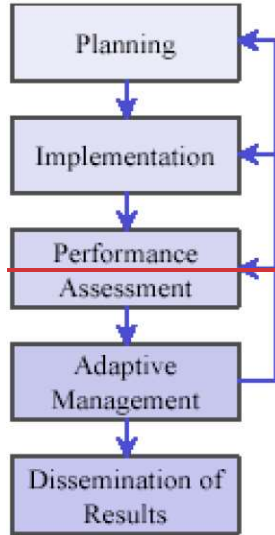 Planning
Implementation
Performance
Assessment
Adaptive
Management
Dissemination of
Results